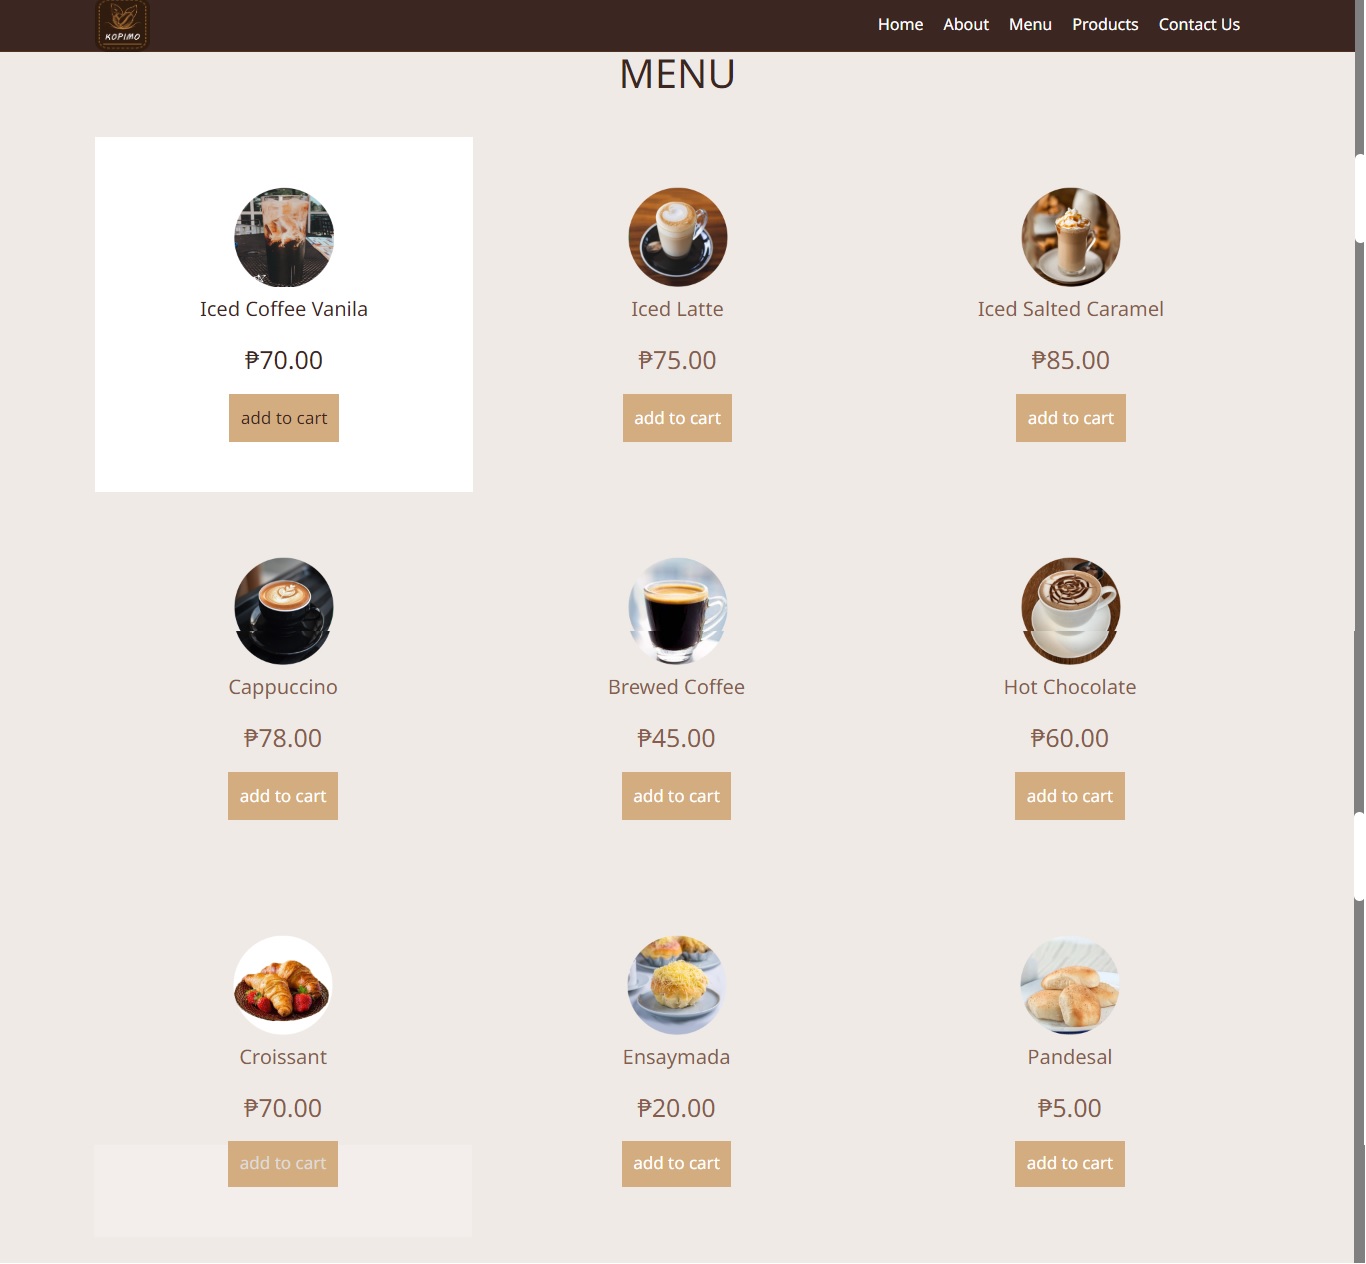 KOPIMO
Home About Menu Products Contact Us
MENU
Iced Coffee Vanila
₱70.00
add to cart
Iced Latte
₱75.00
add to cart
Iced Salted Caramel
₱85.00
add to cart
Cappuccino
₱78.00
add to cart
Brewed Coffee
₱45.00
add to cart
Hot Chocolate
₱60.00
add to cart
Croissant
₱70.00
add to cart
Ensaymada
₱20.00
add to cart
Pandesal
₱5.00
add to cart